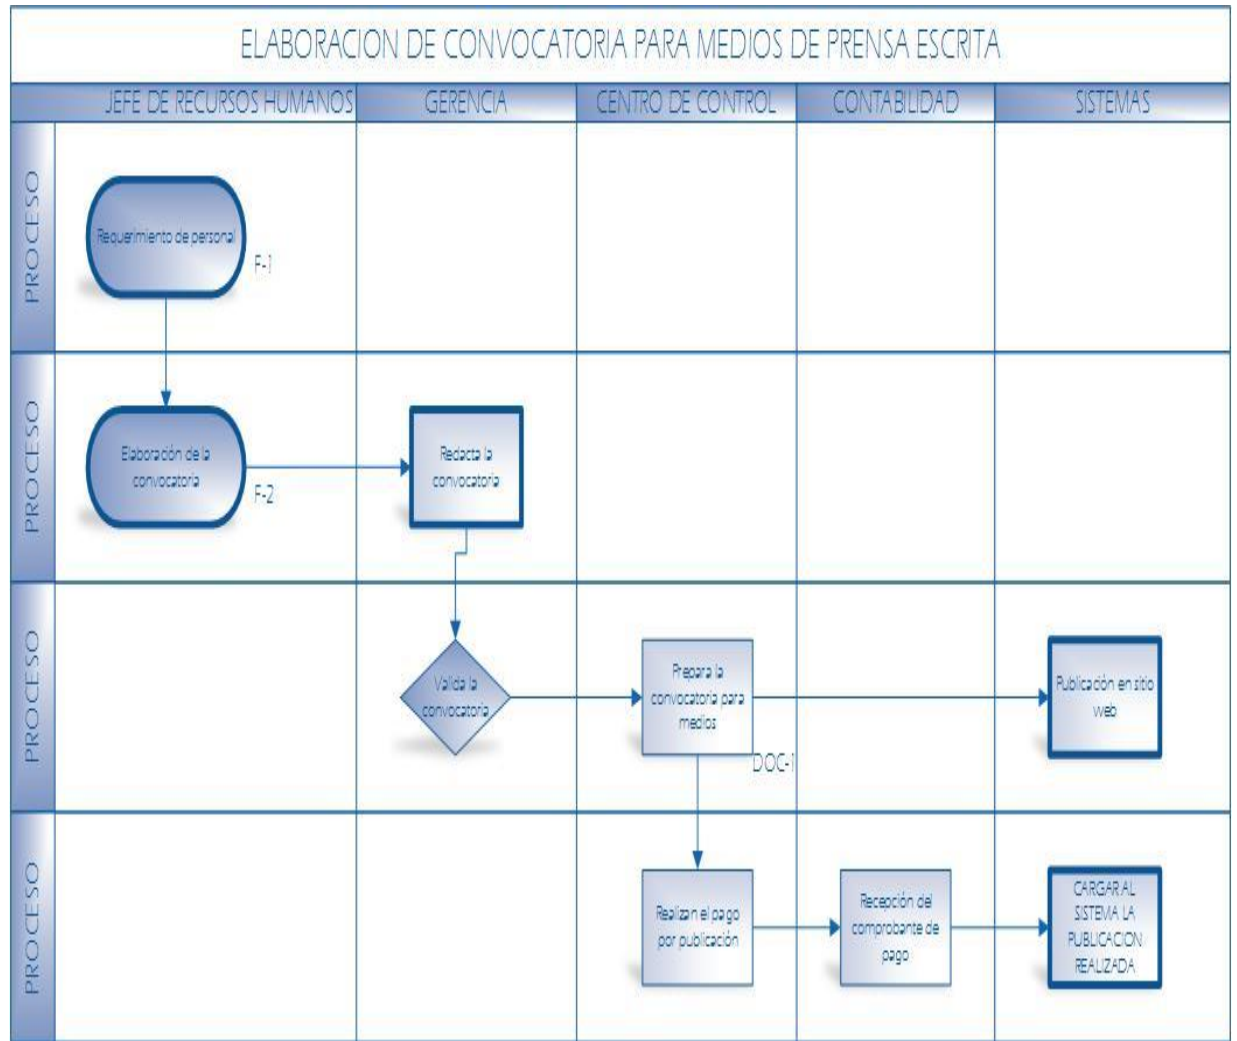 ELABORACION DE CONVOCATORIA PARA MEDIOS DE PRENSA ESCRITA
JEFE DE RECURSOS HUMANOS
GERENCIA
CENTRO DE CONTROL
CONTABILIDAD
SISTEMAS
PROCESO
Requerimiento de personal
F-1
PROCESO
Elaboración de la
convocatoria
F-2
Redacta la
convocatoria
PROCESO
Valida la
convocatoria
Prepara la
convocatoria para
medios
DOC-1
Publicación en sitio
web
PROCESO
Realizan el pago
por publicación
Recepción del
comprobante de
pago
CARGAR AL
SISTEMA LA
PUBLICACION
REALIZADA